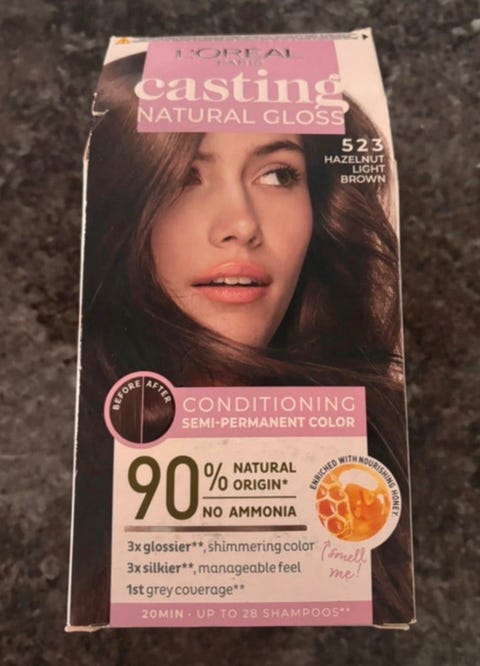 L'ORÉAL
PARIS
casting
NATURAL GLOSS
523
HAZELNUT
LIGHT
BROWN
BEFORE AFTER
CONDITIONING
SEMI-PERMANENT COLOR
90% NATURAL
ORIGIN*
NO AMMONIA
ENRICHED WITH NOURISHING HONEY
3x glossier**, shimmering color
3x silkier**, manageable feel
1st grey coverage**
smell
me!
20MIN - UP TO 28 SHAMPOOS**